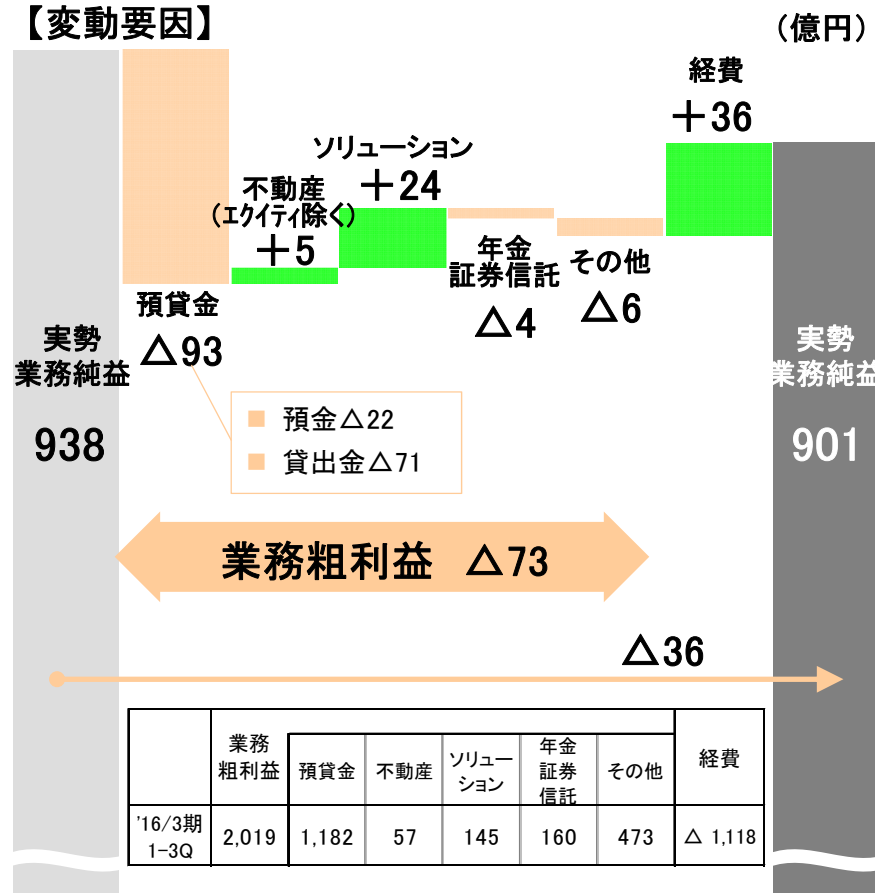 【変動要因】
(億円)
実勢
業務純益
938
預貸金
△93
預金△22
貸出金△71
不動産
(エクイティ除く)
＋5
ソリューション
＋24
年金
証券信託
△4
その他
△6
経費
＋36
実勢
業務純益
901
業務粗利益 △73
△36
業務
粗利益
預貸金
不動産
ソリュー
ション
年金
証券
信託
その他
経費
'16/3期
1-3Q
2,019
1,182
57
145
160
473
△ 1,118